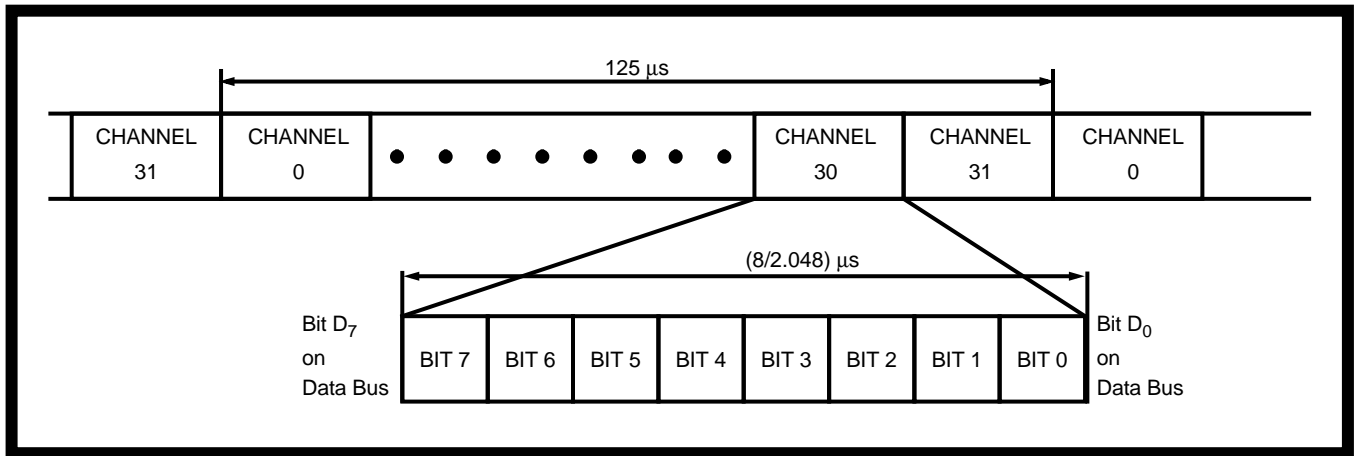 125 μs
CHANNEL
31
CHANNEL
0
CHANNEL
30
CHANNEL
31
CHANNEL
0
(8/2.048) μs
Bit D7
on
Data Bus
BIT 7
BIT 6
BIT 5
BIT 4
BIT 3
BIT 2
BIT 1
BIT 0
Bit D0
on
Data Bus